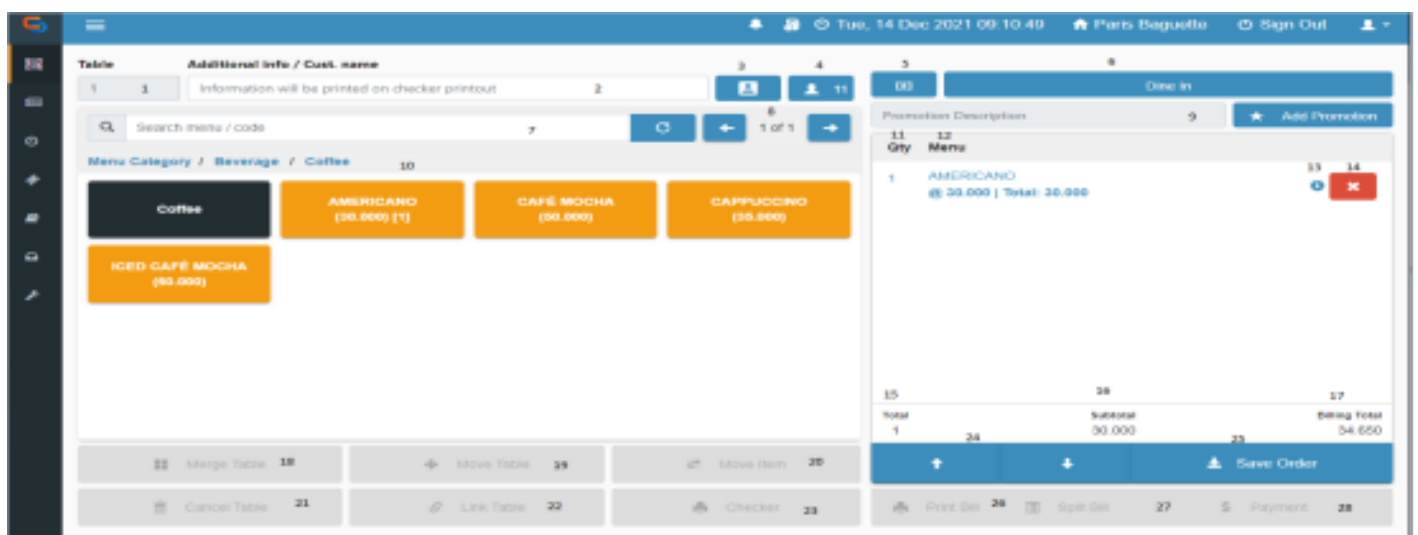 Tue, 14 Dec 2021 09:10:49 Paris Baguette Sign Out
Table Additional Info / Cust. name 3 4 5 6
1 1 Information will be printed on checker printout 2 11 Dine In
Promotion Description 9 Add Promotion
Search menu / code 7 6 1 of 1
11 12
Qty Menu
Menu Category / Beverage / Coffee 10
1 AMERICANO 13 14
@ 30.000 | Total: 30.000
Coffee AMERICANO CAFÉ MOCHA CAPPUCCINO
(30.000) [1] (50.000) (35.000)
ICED CAFÉ MOCHA
(50.000)
15 16 17
Total Subtotal Billing Total
1 30.000 34.650
24 25
Merge Table 18 Move Table 19 Move Item 20 Save Order
Cancel Table 21 Link Table 22 Checker 23 Print Bill 26 Split Bill 27 $ Payment 28